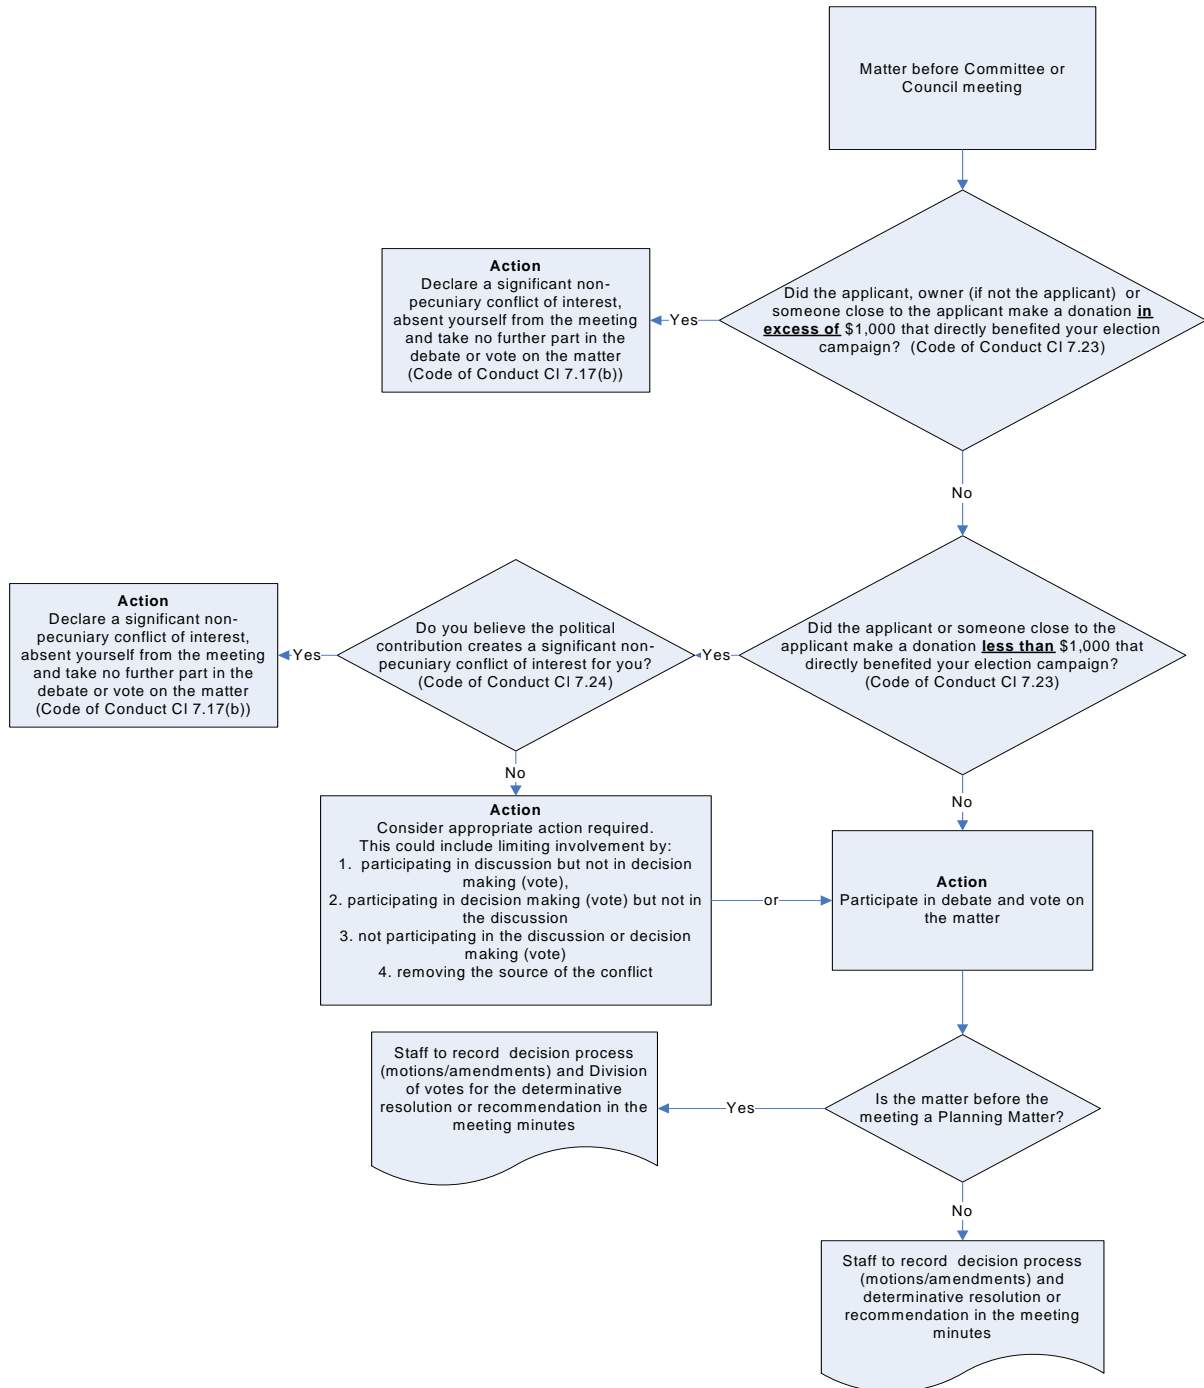 Matter before Committee or
Council meeting
Did the applicant, owner (if not the applicant)  or
someone close to the applicant make a donation in
excess of $1,000 that directly benefited your election
campaign?  (Code of Conduct Cl 7.23)
Yes
Action
Declare a significant non-
pecuniary conflict of interest,
absent yourself from the meeting
and take no further part in the
debate or vote on the matter
(Code of Conduct Cl 7.17(b))
No
Did the applicant or someone close to the
applicant make a donation less than $1,000 that
directly benefited your election campaign?
(Code of Conduct Cl 7.23)
Yes
Do you believe the political
contribution creates a significant non-
pecuniary conflict of interest for you?
(Code of Conduct Cl 7.24)
Yes
Action
Declare a significant non-
pecuniary conflict of interest,
absent yourself from the meeting
and take no further part in the
debate or vote on the matter
(Code of Conduct Cl 7.17(b))
No
Action
Consider appropriate action required.
This could include limiting involvement by:
1.  participating in discussion but not in decision
making (vote),
2. participating in decision making (vote) but not in
the discussion
3. not participating in the discussion or decision
making (vote)
4. removing the source of the conflict
or
No
Action
Participate in debate and vote on
the matter
Is the matter before the
meeting a Planning Matter?
Yes
Staff to record  decision process
(motions/amendments) and Division
of votes for the determinative
resolution or recommendation in the
meeting minutes
No
Staff to record  decision process
(motions/amendments) and
determinative resolution or
recommendation in the meeting
minutes